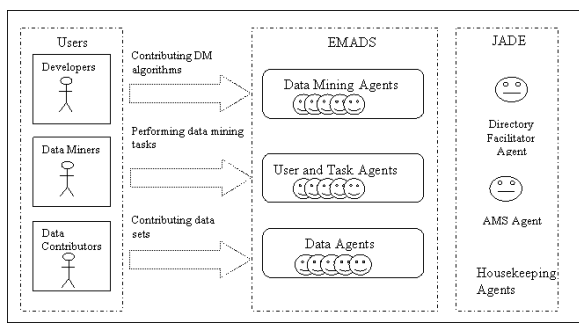 Users
Developers
Data Miners
Data
Contributors
Contributing DM
algorithms
Performing data mining
tasks
Contributing data
sets
EMADS
Data Mining Agents
User and Task Agents
Data Agents
JADE
Directory
Facilitator
Agent
AMS Agent
Housekeeping
Agents